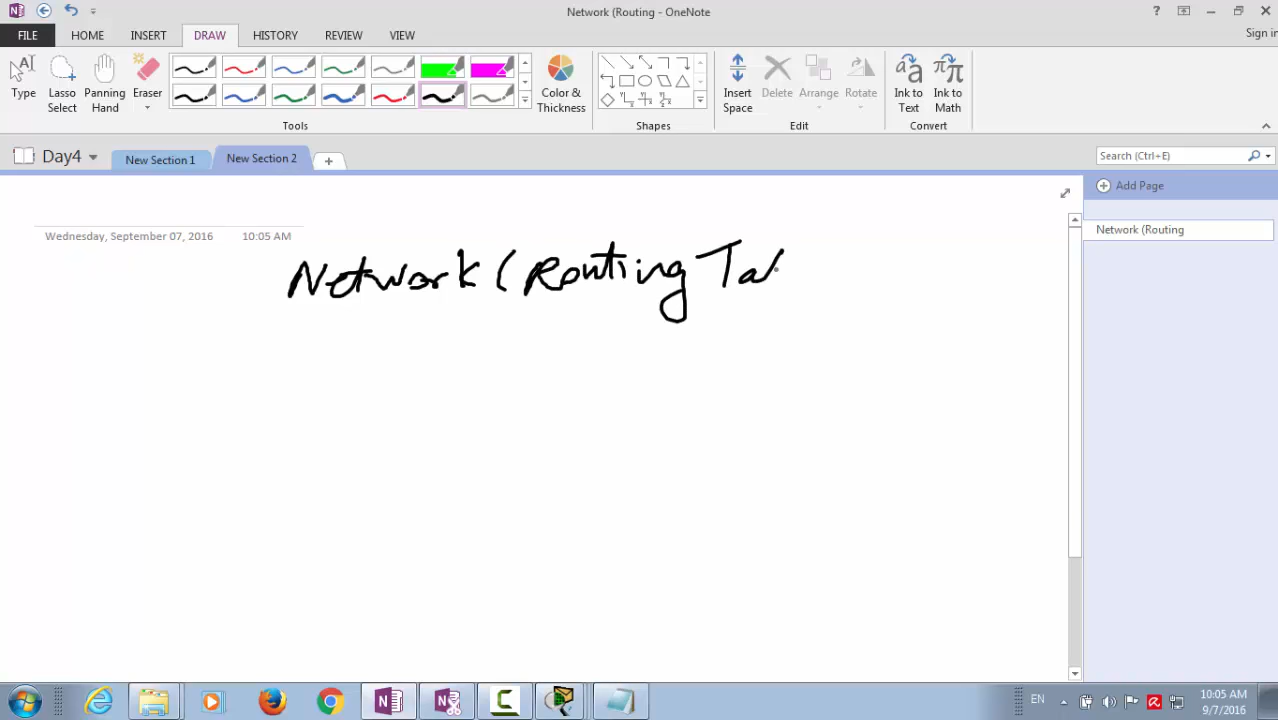 Network (Routing - OneNote
?
FILE HOME INSERT DRAW HISTORY REVIEW VIEW
Sign in
Type Lasso Select Panning Hand Eraser
Color & Thickness
Insert Space Delete Arrange Rotate
Ink to Text Ink to Math
Tools Shapes Edit Convert
Day4 New Section 1 New Section 2 +
Search (Ctrl+E)
Add Page
Network (Routing
Wednesday, September 07, 2016 10:05 AM
Network (Routing Ta
EN
10:05 AM
9/7/2016